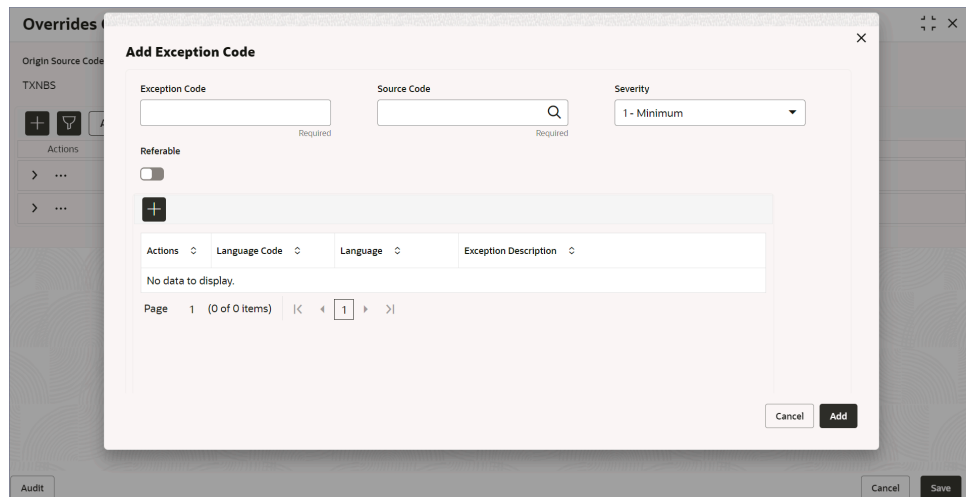 Overrides
Add Exception Code
Origin Source Code
TXNBS
Exception Code
Source Code
Severity
1 - Minimum
Required
Required
Actions
Referable
Actions
Language Code
Language
Exception Description
No data to display.
Page 1 (0 of 0 items)
1
Cancel
Add
Audit
Cancel
Save